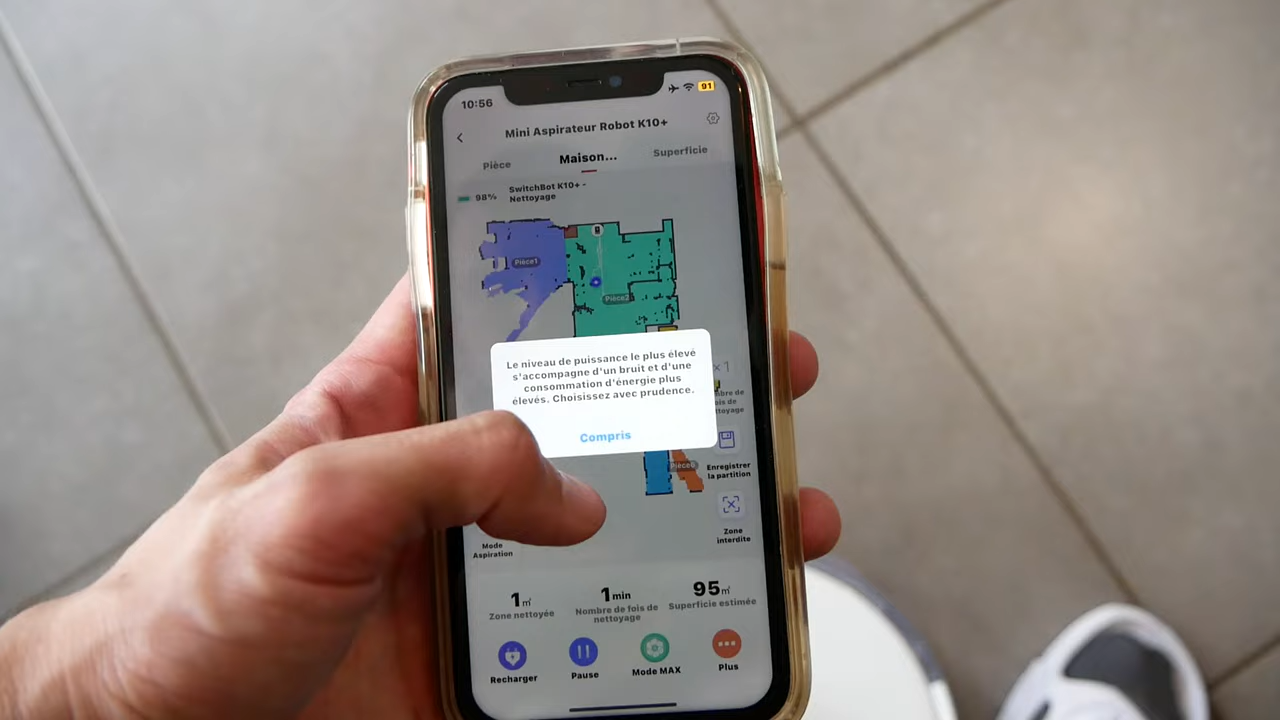 10:56
91
Mini Aspirateur Robot K10+
Pièce
Maison...
Superficie
98%
SwitchBot K10+ -
Nettoyage
Pièce1
Pièce2
Le niveau de puissance le plus élevé
s'accompagne d'un bruit et d'une
consommation d'énergie plus
élevés. Choisissez avec prudence.
Compris
×1
Enregistrer
la partition
Zone
interdite
Mode
Aspiration
1㎡
Zone nettoyée
1min
Nombre de fois de
nettoyage
95㎡
Superficie estimée
Recharger
Pause
Mode MAX
Plus